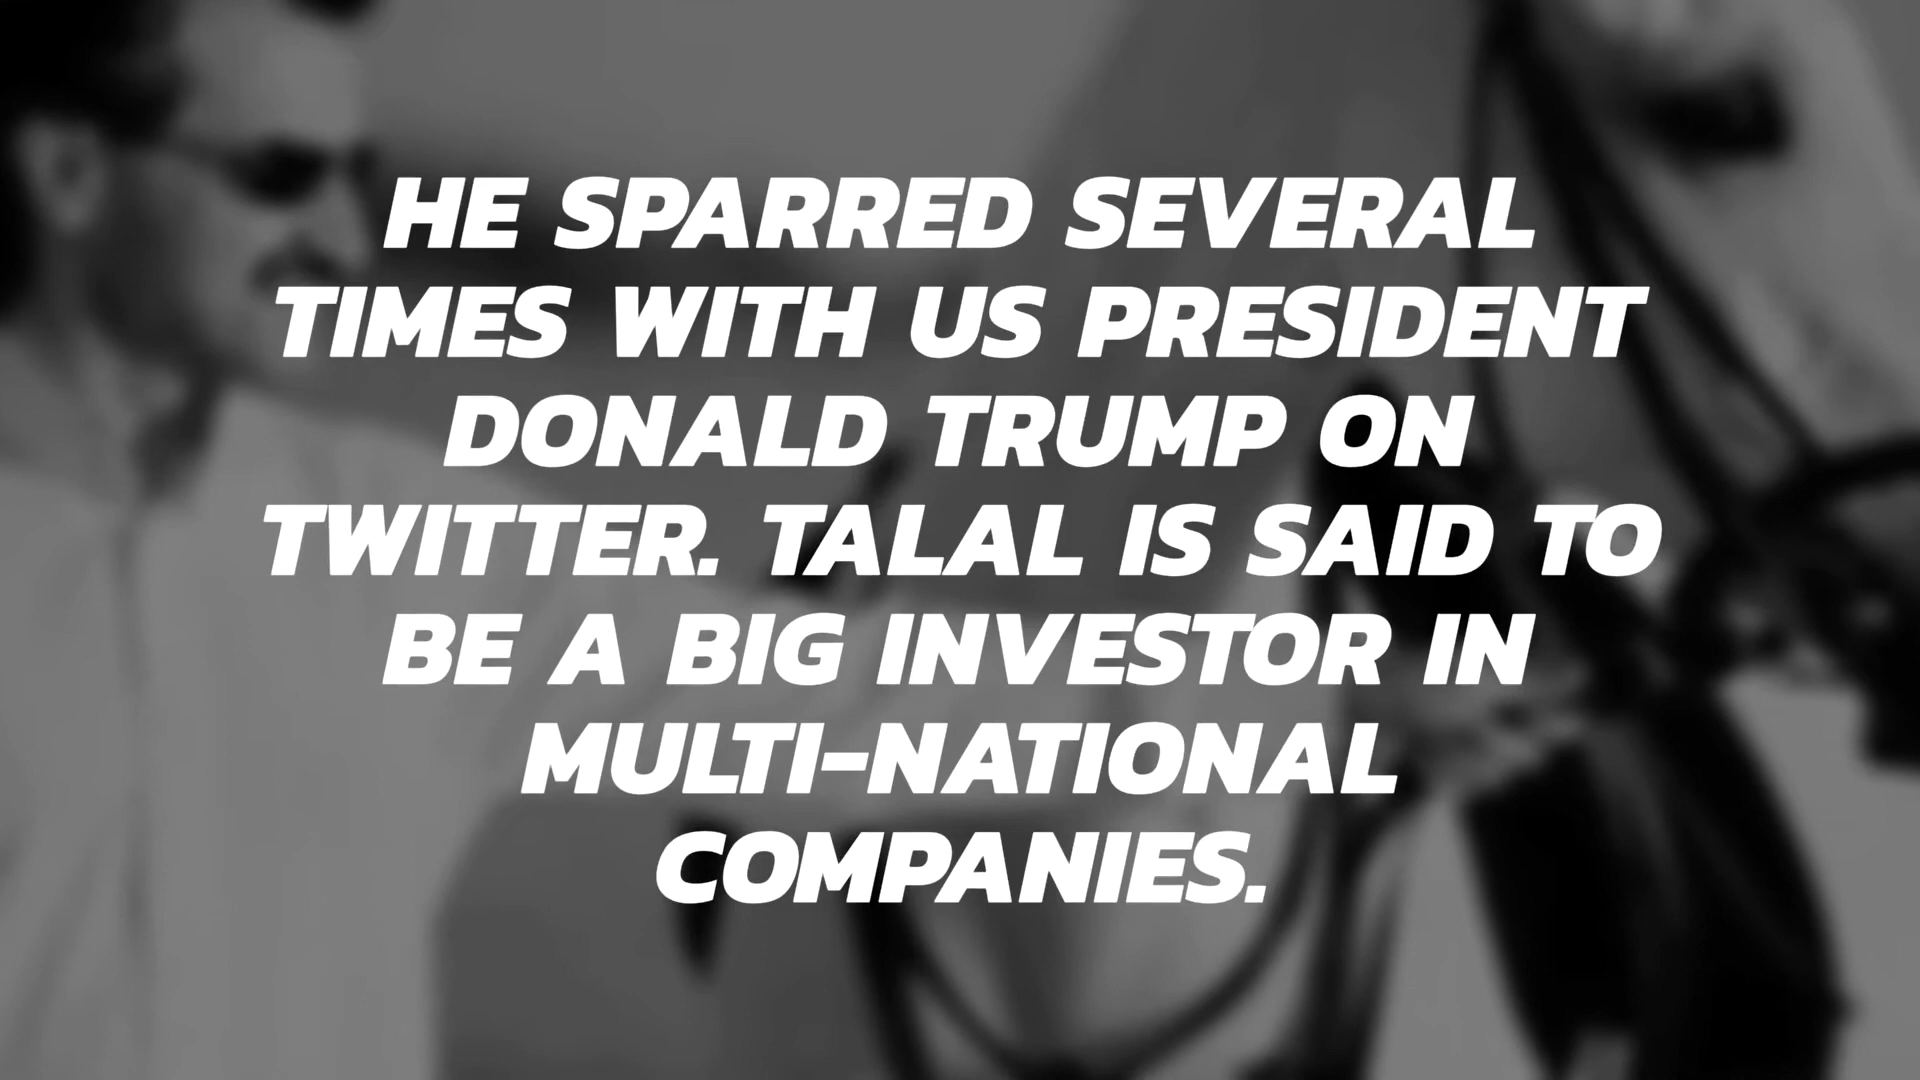 HE SPARRED SEVERAL
TIMES WITH US PRESIDENT
DONALD TRUMP ON
TWITTER. TALAL IS SAID TO
BE A BIG INVESTOR IN
MULTI-NATIONAL
COMPANIES.